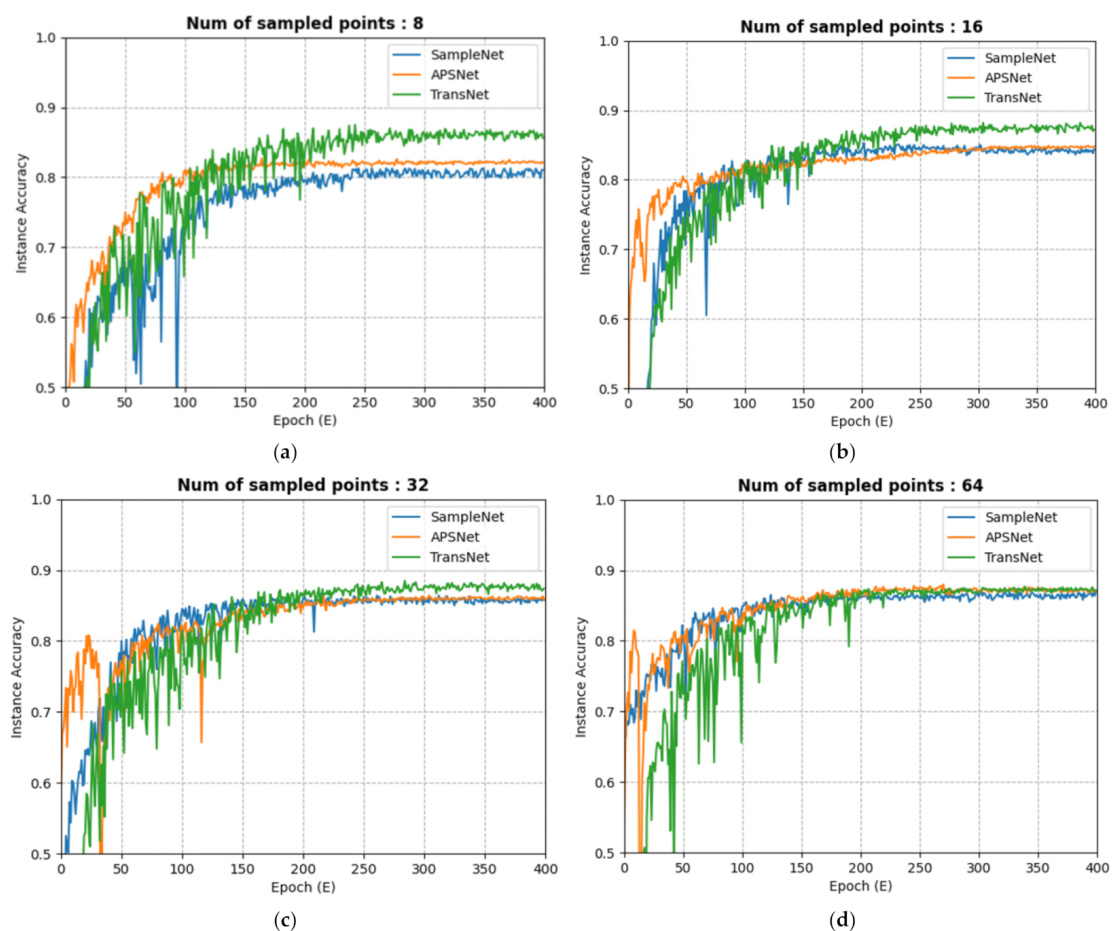 Num of sampled points : 8
1.0
0.9
0.8
0.7
0.6
0.5
Instance Accuracy
SampleNet
APSNet
TransNet
0 50 100 150 200 250 300 350 400
Epoch (E)
(a)
Num of sampled points : 16
1.0
0.9
0.8
0.7
0.6
0.5
Instance Accuracy
SampleNet
APSNet
TransNet
0 50 100 150 200 250 300 350 400
Epoch (E)
(b)
Num of sampled points : 32
1.0
0.9
0.8
0.7
0.6
0.5
Instance Accuracy
SampleNet
APSNet
TransNet
0 50 100 150 200 250 300 350 400
Epoch (E)
(c)
Num of sampled points : 64
1.0
0.9
0.8
0.7
0.6
0.5
Instance Accuracy
SampleNet
APSNet
TransNet
0 50 100 150 200 250 300 350 400
Epoch (E)
(d)